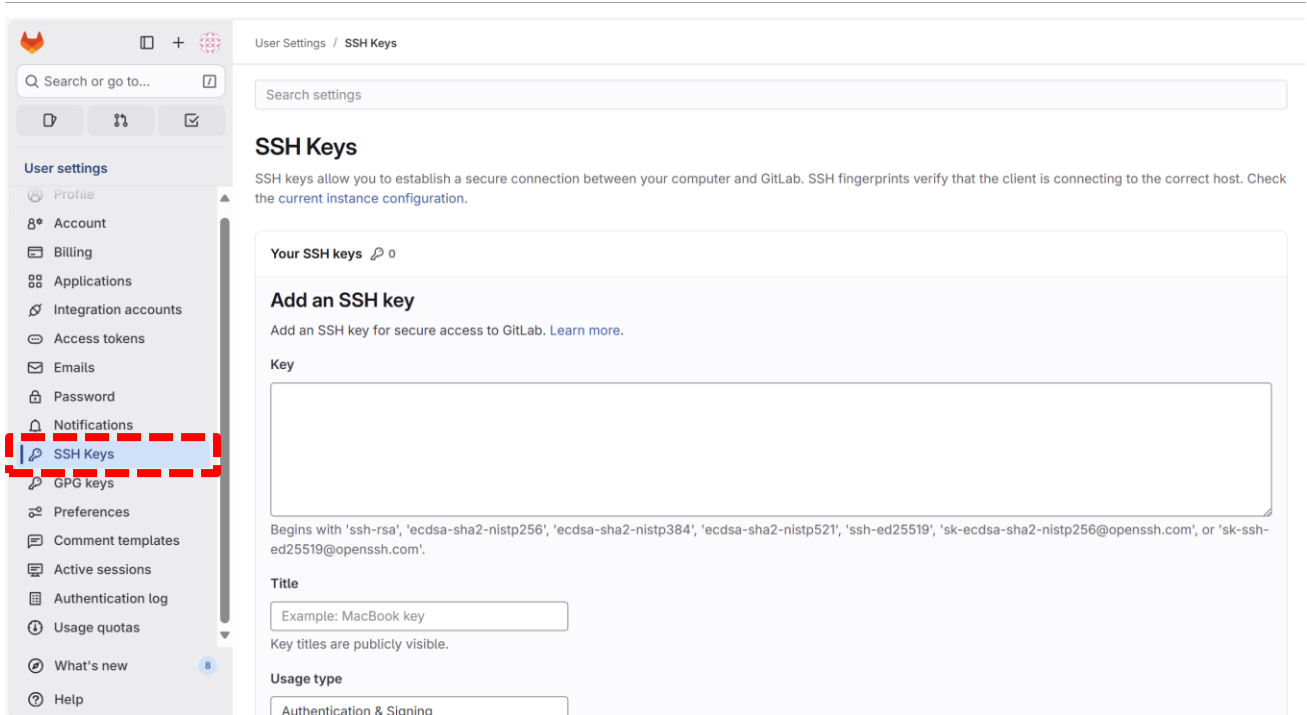 User Settings / SSH Keys
Search or go to...
/
Search settings
SSH Keys
User settings
SSH keys allow you to establish a secure connection between your computer and GitLab. SSH fingerprints verify that the client is connecting to the correct host. Check
the current instance configuration.
Profile
Account
Billing
Applications
Integration accounts
Access tokens
Emails
Password
Notifications
SSH Keys
GPG keys
Preferences
Comment templates
Active sessions
Authentication log
Usage quotas
What's new 8
Help
Your SSH keys 0
Add an SSH key
Add an SSH key for secure access to GitLab. Learn more.
Key
Begins with 'ssh-rsa', 'ecdsa-sha2-nistp256', 'ecdsa-sha2-nistp384', 'ecdsa-sha2-nistp521', 'ssh-ed25519', 'sk-ecdsa-sha2-nistp256@openssh.com', or 'sk-ssh-
ed25519@openssh.com'.
Title
Example: MacBook key
Key titles are publicly visible.
Usage type
Authentication & Signing